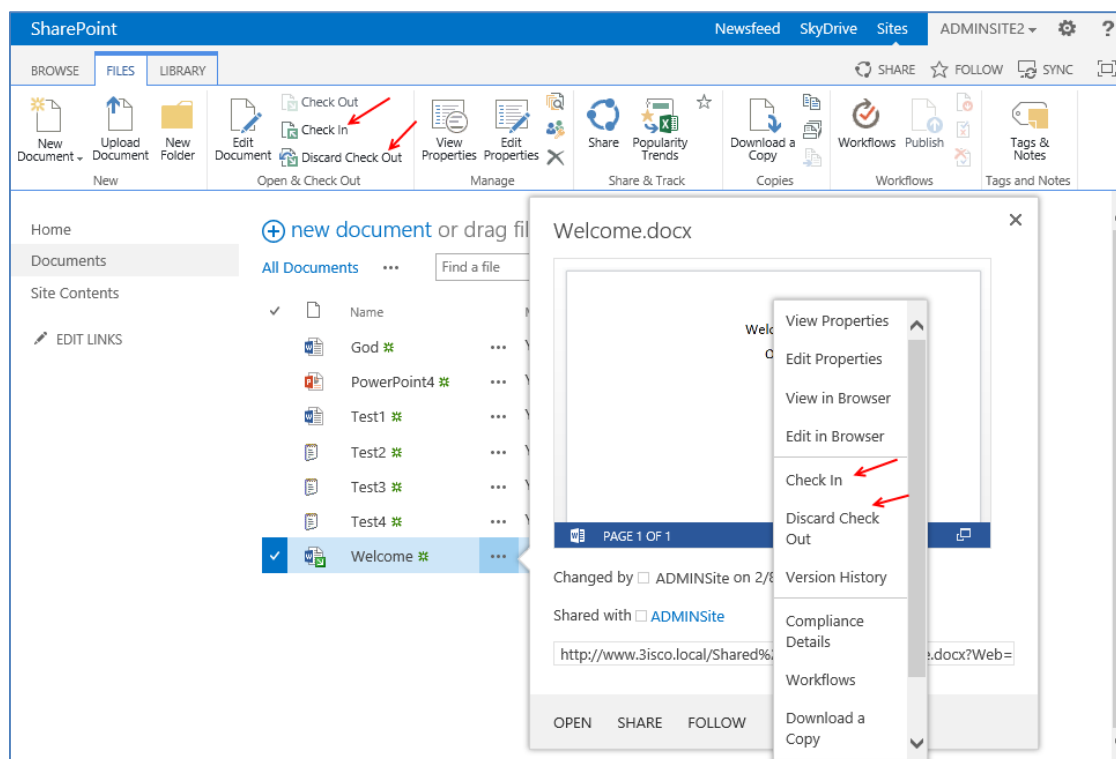 SharePoint
Newsfeed SkyDrive Sites ADMINSITE2 ?
BROWSE FILES LIBRARY SHARE FOLLOW SYNC
New Document
Upload Document
New Folder
New
Edit Document
Check Out
Check In
Discard Check Out
Open & Check Out
View Properties
Edit Properties
Manage
Share
Popularity Trends
Share & Track
Download a Copy
Copies
Workflows
Publish
Workflows
Tags & Notes
Tags and Notes
Home
Documents
Site Contents
EDIT LINKS
new document or drag fil
All Documents ••• Find a file
Name
God •••
PowerPoint4 •••
Test1 •••
Test2 •••
Test3 •••
Test4 •••
Welcome •••
Welcome.docx
Welc
PAGE 1 OF 1
Changed by ADMINSite on 2/8
Shared with ADMINSite
http://www.3isco.local/Shared%2 e.docx?Web=
OPEN SHARE FOLLOW
View Properties
Edit Properties
View in Browser
Edit in Browser
Check In
Discard Check
Out
Version History
Compliance
Details
Workflows
Download a
Copy